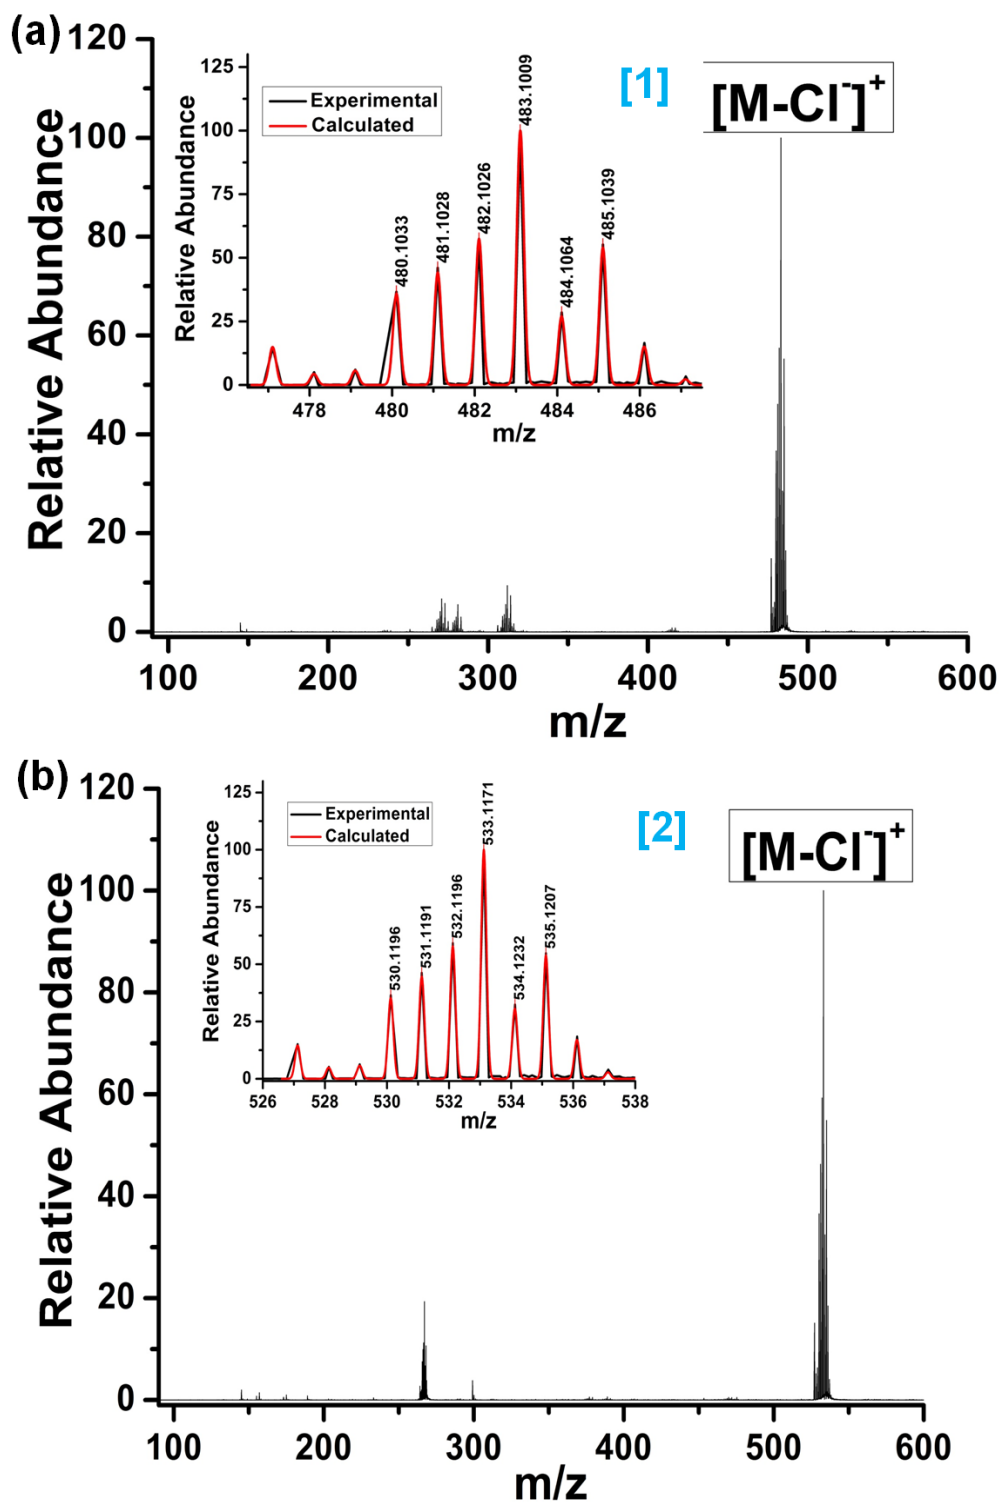 (a)
120
100
80
60
40
20
0
Relative Abundance
100 200 300 400 500 600
m/z
[1]
[M-Cl⁻]⁺
125
100
75
50
25
0
Relative Abundance
Experimental
Calculated
480.1033
481.1028
482.1026
483.1009
484.1064
485.1039
478 480 482 484 486
m/z
(b)
120
100
80
60
40
20
0
Relative Abundance
100 200 300 400 500 600
m/z
[2]
[M-Cl⁻]⁺
125
100
75
50
25
0
Relative Abundance
Experimental
Calculated
530.1196
531.1191
532.1196
533.1171
534.1232
535.1207
526 528 530 532 534 536 538
m/z